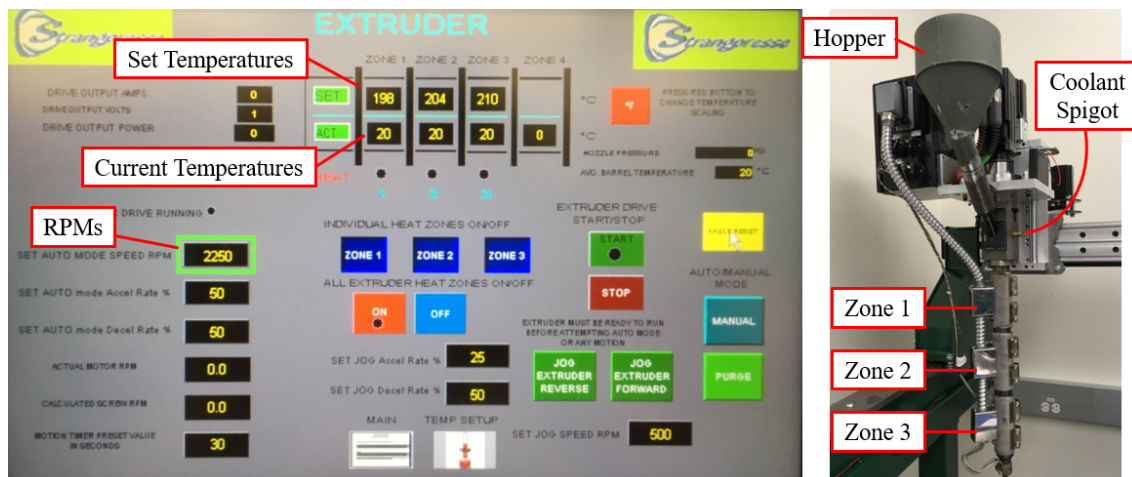 Strangpresse
EXTRUDER
Strangpresse
Set Temperatures
ZONE 1 ZONE 2 ZONE 3 ZONE 4
DRIVE OUTPUT AMPS 0
SET 198 204 210 °C
°F
PRESS RED BUTTON TO
CHANGE TEMPERATURE
SCALING
DRIVE OUTPUT VOLTS 1
DRIVE OUTPUT POWER 0
ACT 20 20 20 0 °C
Current Temperatures
NOZZLE PRESSURE 0 PSI
AVG. BARREL TEMPERATURE 20 °C
HEAT 1 2 3
DRIVE RUNNING
RPMs
SET AUTO MODE SPEED RPM 2250
SET AUTO mode Accel Rate % 50
SET AUTO mode Decel Rate % 50
ACTUAL MOTOR RPM 0.0
CALCULATED SCREW RPM 0.0
MOTION TIMER PRESET VALUE
IN SECONDS 30
INDIVIDUAL HEAT ZONES ON/OFF
ZONE 1 ZONE 2 ZONE 3
ALL EXTRUDER HEAT ZONES ON/OFF
ON OFF
SET JOG Accel Rate % 25
SET JOG Decel Rate % 50
MAIN TEMP SETUP
EXTRUDER DRIVE
START/STOP
START
STOP
EXTRUDER MUST BE READY TO RUN
BEFORE ATTEMPTING AUTO MODE
OR ANY MOTION
JOG
EXTRUDER
REVERSE
JOG
EXTRUDER
FORWARD
SET JOG SPEED RPM 500
FAULT RESET
AUTO/MANUAL
MODE
MANUAL
PURGE
Hopper
Coolant
Spigot
Zone 1
Zone 2
Zone 3